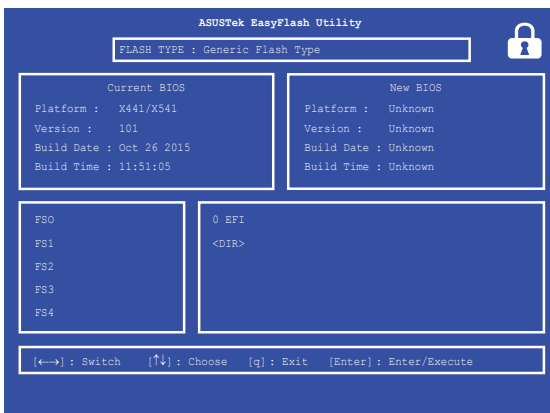 ASUSTek EasyFlash Utility
FLASH TYPE : Generic Flash Type
Current BIOS
Platform : X441/X541
Version : 101
Build Date : Oct 26 2015
Build Time : 11:51:05
New BIOS
Platform : Unknown
Version : Unknown
Build Date : Unknown
Build Time : Unknown
FSO
FS1
FS2
FS3
FS4
0 EFI
<DIR>
[←→] : Switch [↑↓] : Choose [q] : Exit [Enter] : Enter/Execute